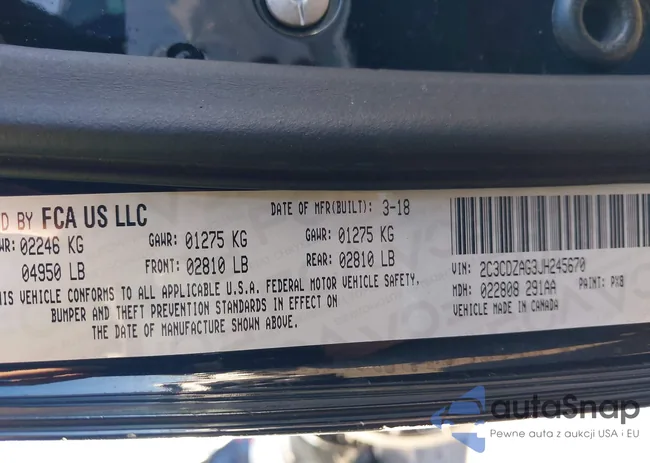 D BY FCA US LLC
DATE OF MFR(BUILT): 3-18
WR: 02246 KG
GAWR: 01275 KG
GAWR: 01275 KG
04950 LB
FRONT: 02810 LB
REAR: 02810 LB
THIS VEHICLE CONFORMS TO ALL APPLICABLE U.S.A. FEDERAL MOTOR VEHICLE SAFETY,
BUMPER AND THEFT PREVENTION STANDARDS IN EFFECT ON
THE DATE OF MANUFACTURE SHOWN ABOVE.
VIN: 2C3CDZAG3JH245670
MDH: 022808 291AA
PAINT: PX8
VEHICLE MADE IN CANADA
autoSnap
Pewne auta z aukcji USA i EU